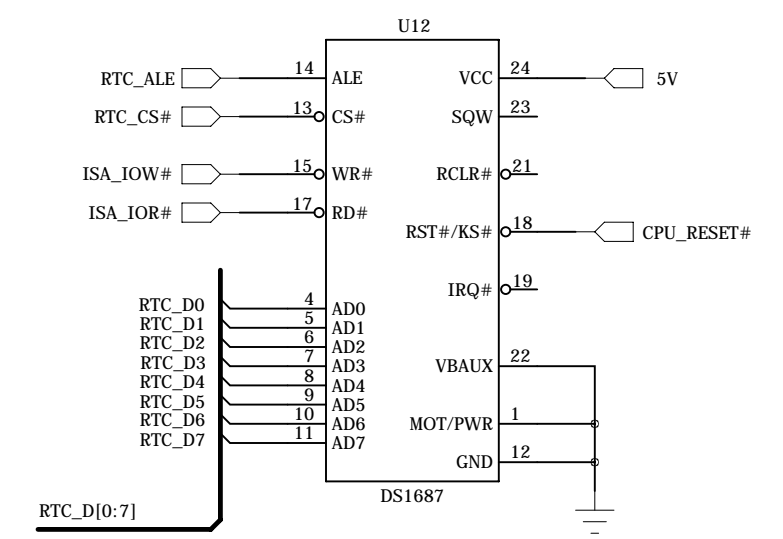 U12
RTC_ALE 14 ALE VCC 24 5V
RTC_CS# 13 CS# SQW 23
ISA_IOW# 15 WR# RCLR# 21
ISA_IOR# 17 RD#
RST#/KS# 18 CPU_RESET#
IRQ# 19
RTC_D0 4 AD0
RTC_D1 5 AD1
RTC_D2 6 AD2
RTC_D3 7 AD3 VBAUX 22
RTC_D4 8 AD4
RTC_D5 9 AD5
RTC_D6 10 AD6 MOT/PWR 1
RTC_D7 11 AD7
GND 12
DS1687
RTC_D[0:7]